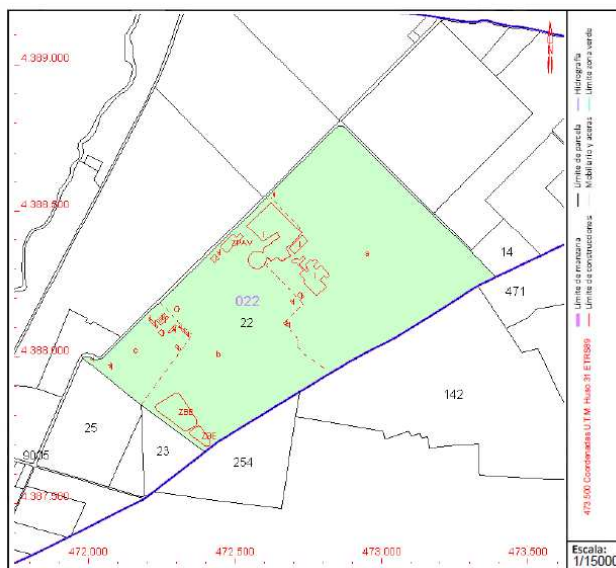 4.389.000
4.388.500
4.388.000
4.387.500
472.000
472.500
473.000
473.500
022
22
ZPAV
I
a
b
c
ZBE
ZBE
14
471
142
25
23
254
9005
Límite de manzana
Límite de parcela
Hidrografía
Límite de construcciones
Mobiliario y aceras
Límite zona verde
473.500 Coordenadas U.T.M. Huso 31 ETRS89
Escala:
1/15000